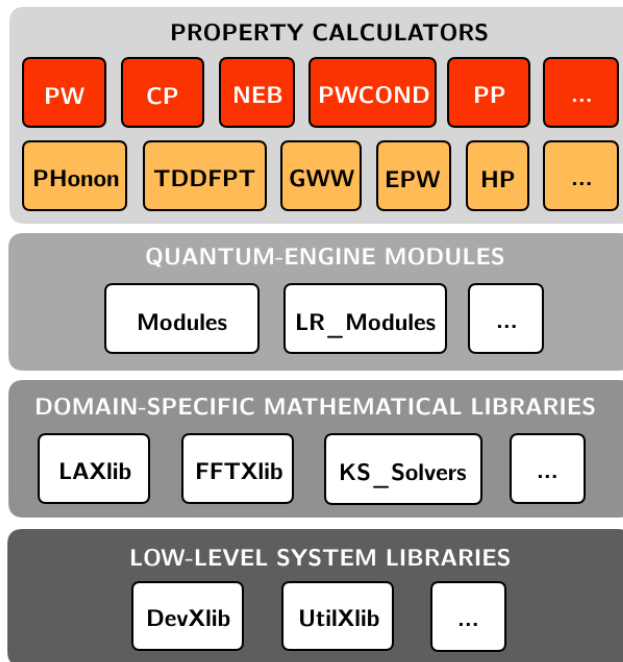 PROPERTY CALCULATORS
PW CP NEB PWCOND PP ...
PHonon TDDFPT GWW EPW HP ...
QUANTUM-ENGINE MODULES
Modules LR_Modules ...
DOMAIN-SPECIFIC MATHEMATICAL LIBRARIES
LAXlib FFTXlib KS_Solvers ...
LOW-LEVEL SYSTEM LIBRARIES
DevXlib UtilXlib ...